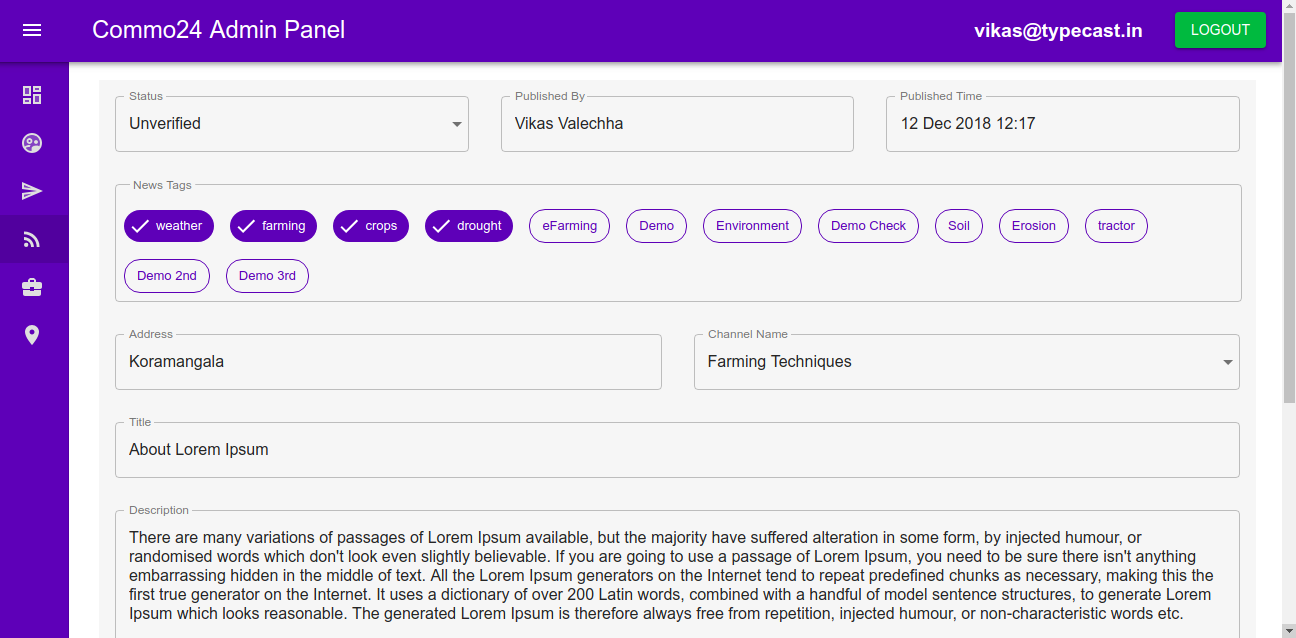 Commo24 Admin Panel
vikas@typecast.in
LOGOUT
Status
Unverified
Published By
Vikas Valechha
Published Time
12 Dec 2018 12:17
News Tags
weather farming crops drought eFarming Demo Environment Demo Check Soil Erosion tractor
Demo 2nd Demo 3rd
Address
Koramangala
Channel Name
Farming Techniques
Title
About Lorem Ipsum
Description
There are many variations of passages of Lorem Ipsum available, but the majority have suffered alteration in some form, by injected humour, or
randomised words which don't look even slightly believable. If you are going to use a passage of Lorem Ipsum, you need to be sure there isn't anything
embarrassing hidden in the middle of text. All the Lorem Ipsum generators on the Internet tend to repeat predefined chunks as necessary, making this the
first true generator on the Internet. It uses a dictionary of over 200 Latin words, combined with a handful of model sentence structures, to generate Lorem
Ipsum which looks reasonable. The generated Lorem Ipsum is therefore always free from repetition, injected humour, or non-characteristic words etc.